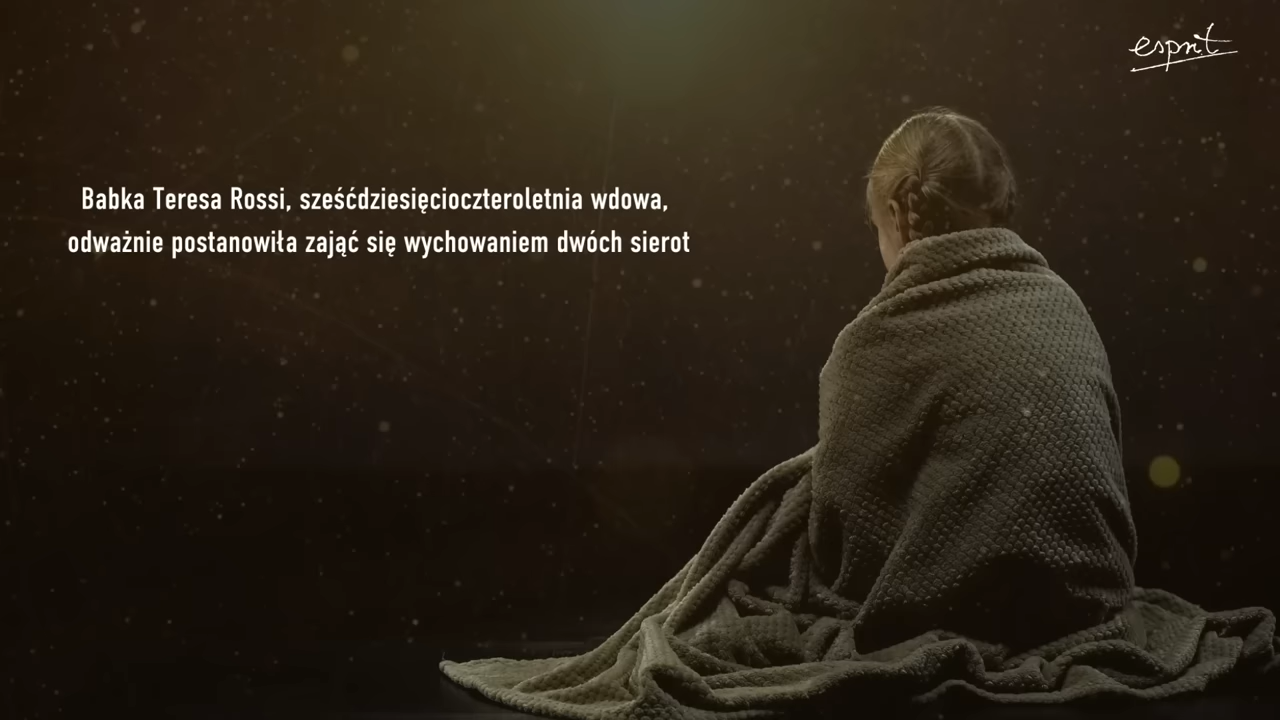 esprit
Babka Teresa Rossi, sześćdziesięcioczteroletnia wdowa,
odważnie postanowiła zająć się wychowaniem dwóch sierot